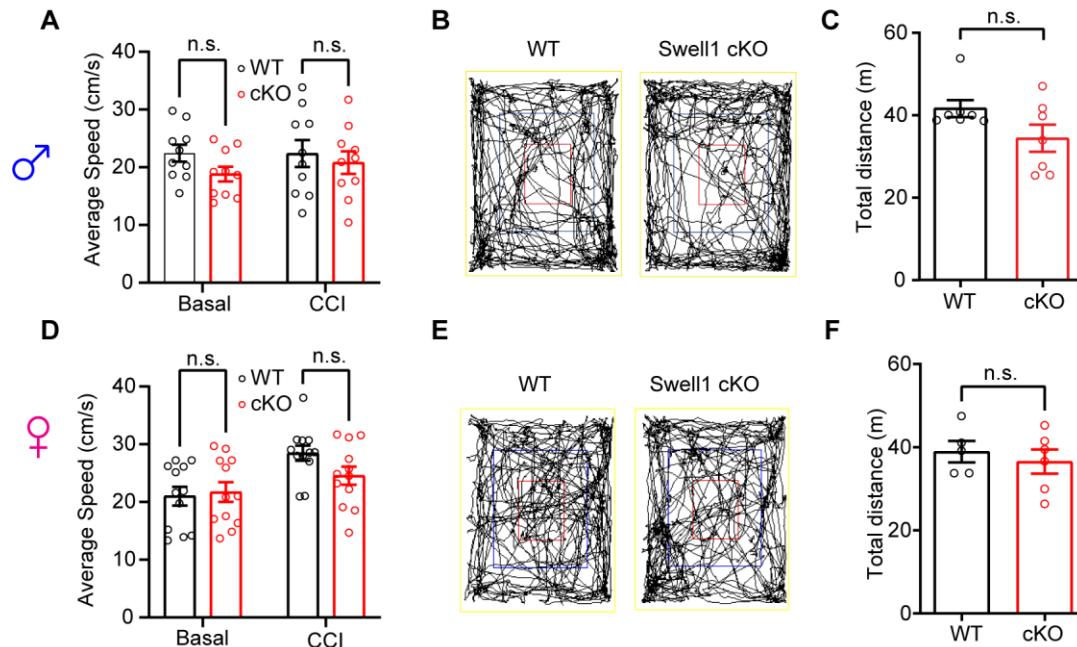 A
Average Speed (cm/s)
40
30
20
10
0
n.s.
n.s.
WT
cKO
Basal
CCI
B
WT
Swell1 cKO
C
Total distance (m)
60
40
20
0
n.s.
WT
cKO
D
Average Speed (cm/s)
40
30
20
10
0
n.s.
n.s.
WT
cKO
Basal
CCI
E
WT
Swell1 cKO
F
Total distance (m)
60
40
20
0
n.s.
WT
cKO